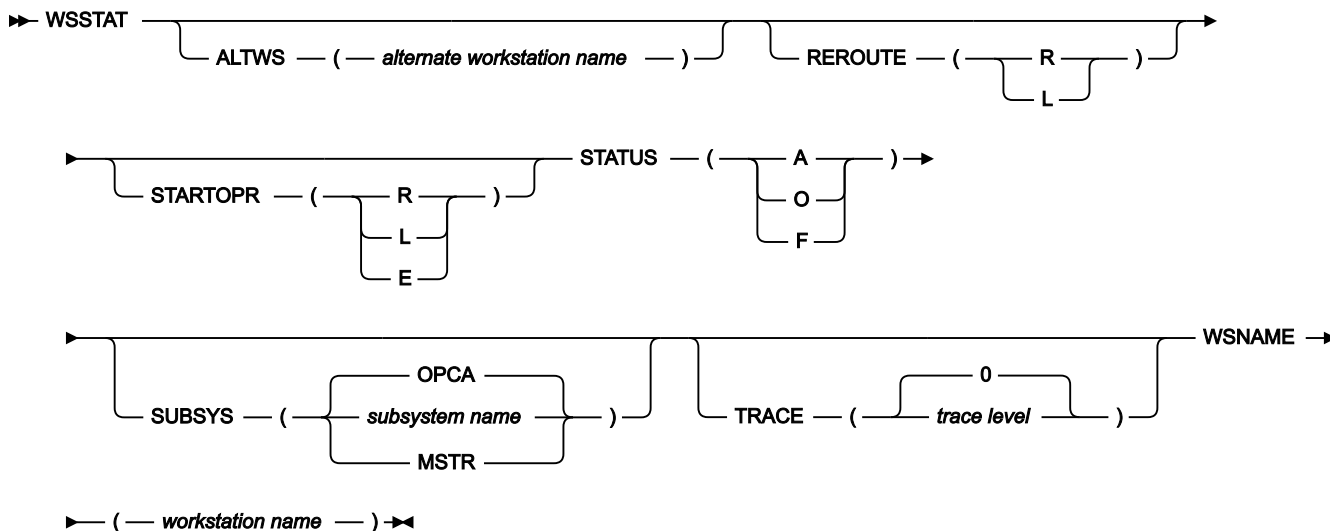 WSSTAT
ALTWS ( alternate workstation name ) REROUTE ( R )
L
STARTOPR ( R ) STATUS ( A )
L O
E F
WSNAME
OPCA 0
SUBSYS ( subsystem name ) TRACE ( trace level )
MSTR
( workstation name )